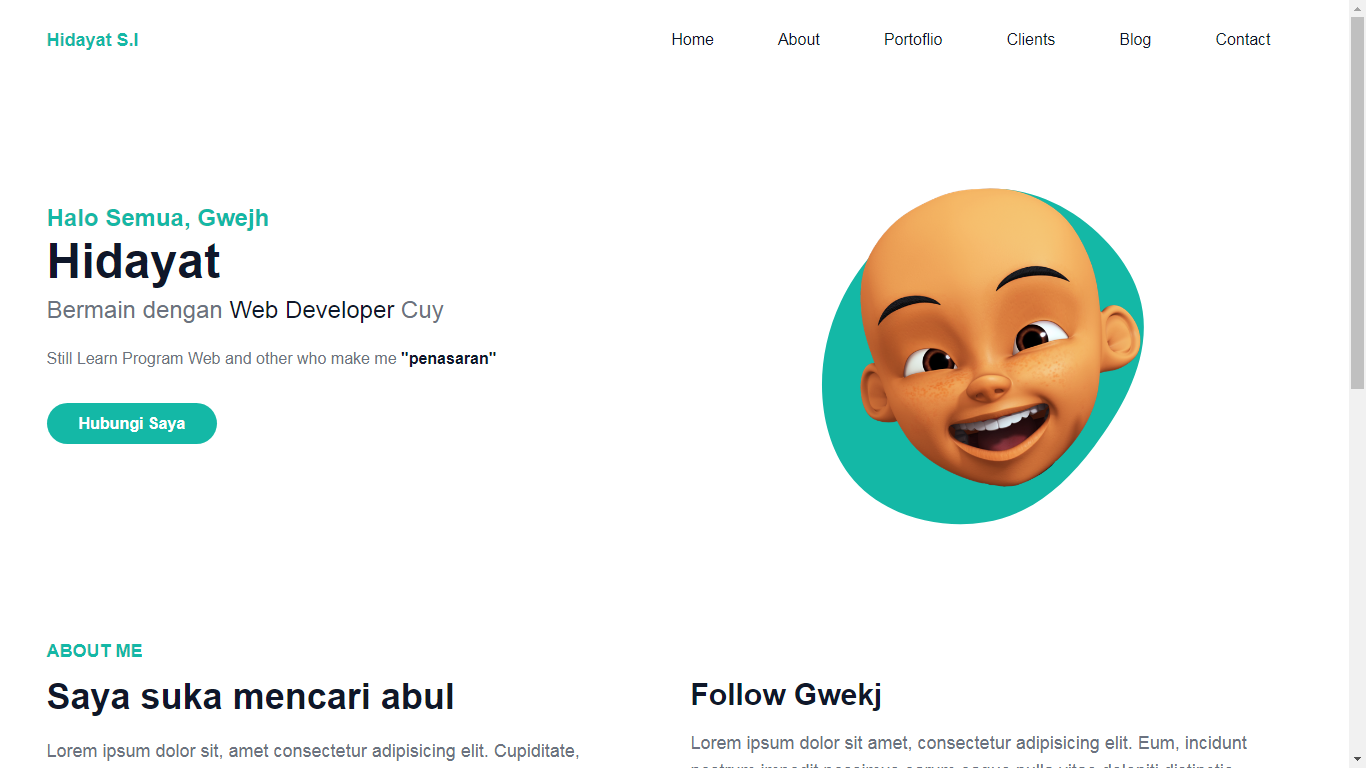 Hidayat S.I
Home About Portoflio Clients Blog Contact
Halo Semua, Gwejh
Hidayat
Bermain dengan Web Developer Cuy
Still Learn Program Web and other who make me "penasaran"
Hubungi Saya
ABOUT ME
Saya suka mencari abul
Lorem ipsum dolor sit, amet consectetur adipisicing elit. Cupiditate,
Follow Gwekj
Lorem ipsum dolor sit amet, consectetur adipisicing elit. Eum, incidunt